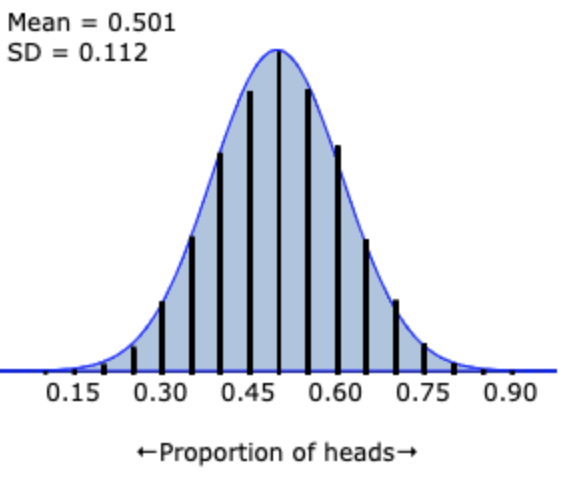 Mean = 0.501
SD = 0.112
0.15 0.30 0.45 0.60 0.75 0.90
←Proportion of heads→